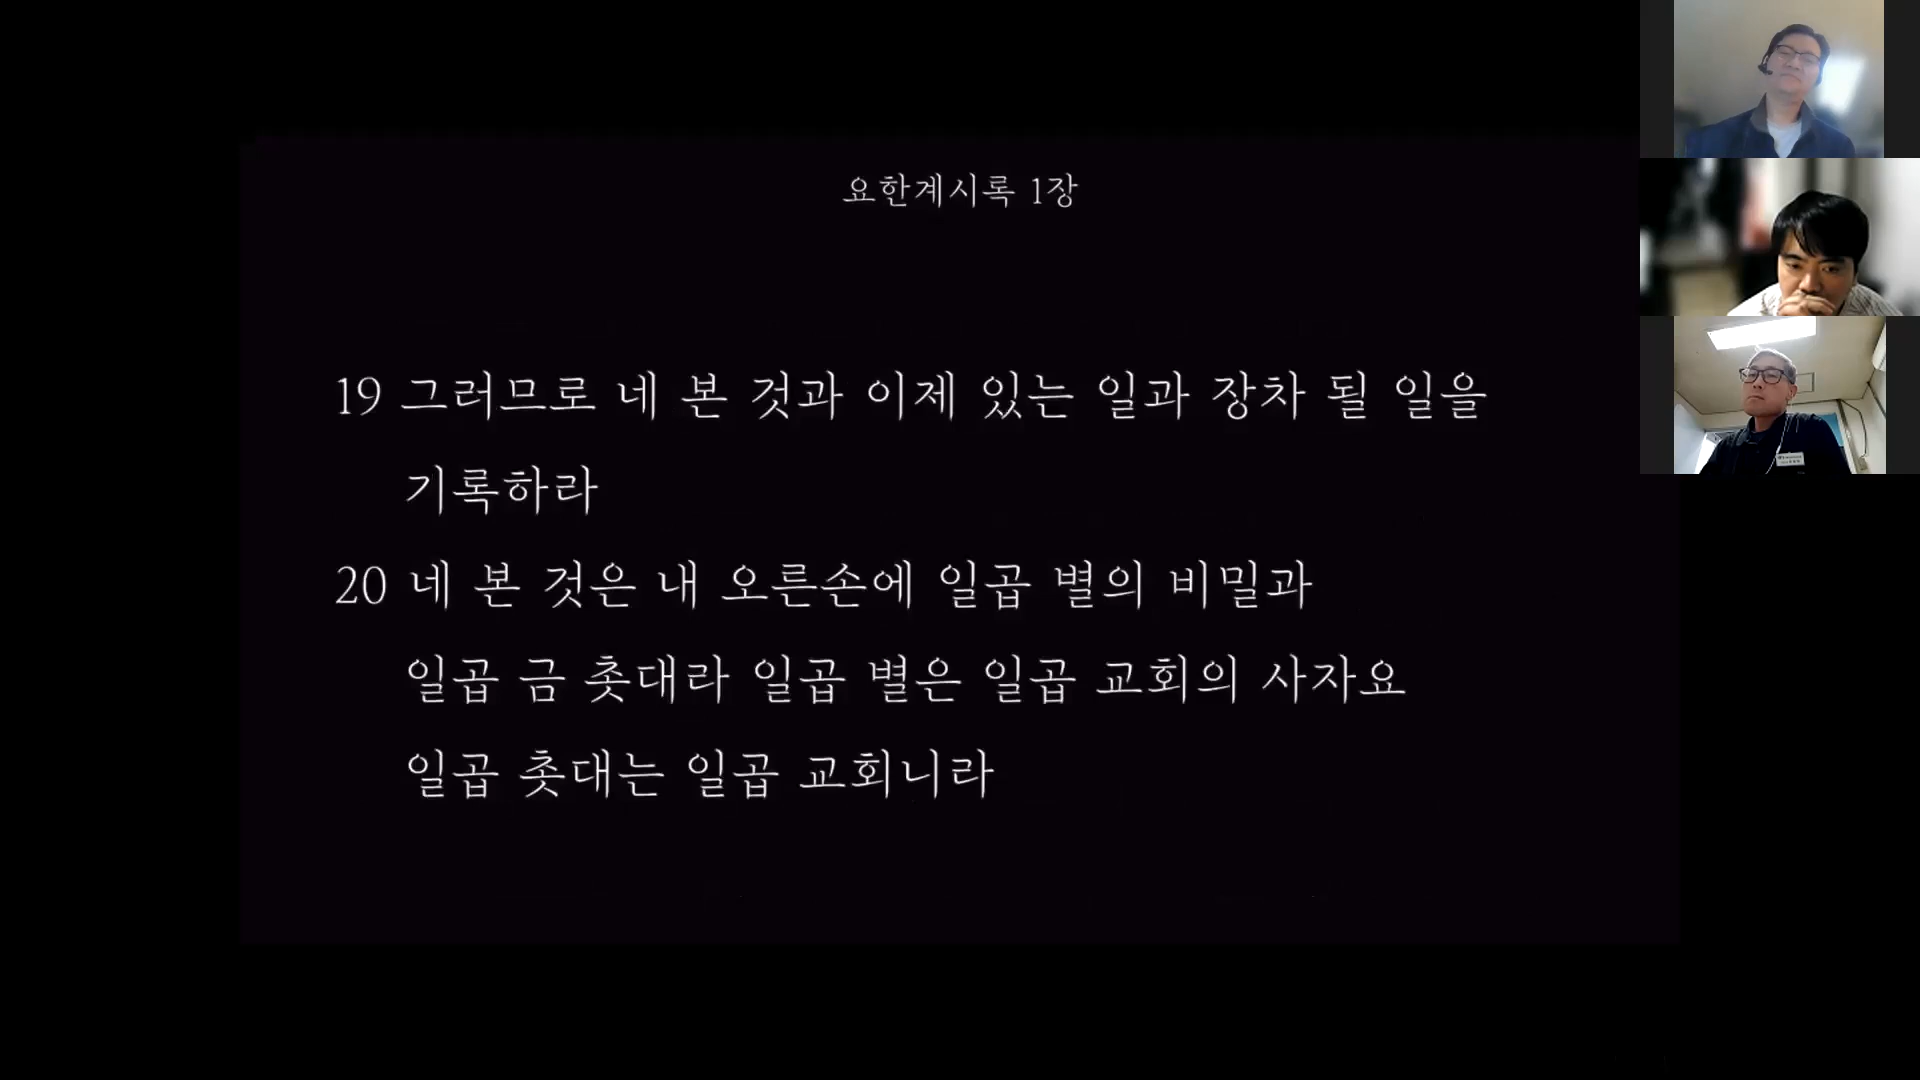 요한계시록 1장
19 그러므로 네 본 것과 이제 있는 일과 장차 될 일을
기록하라
20 네 본 것은 내 오른손에 일곱 별의 비밀과
일곱 금 촛대라 일곱 별은 일곱 교회의 사자요
일곱 촛대는 일곱 교회니라